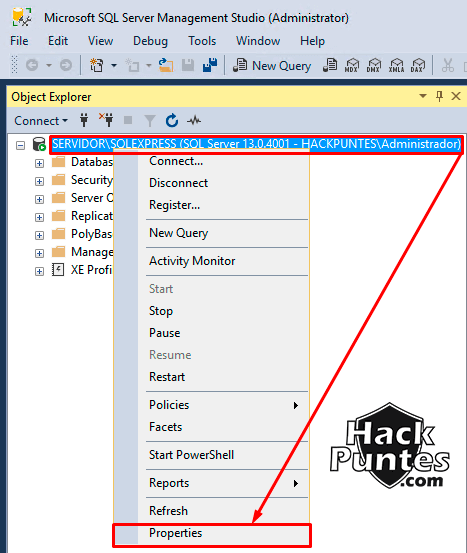 Microsoft SQL Server Management Studio (Administrator)
File Edit View Debug Tools Window Help
New Query MDX DMX XMLA DAX
Object Explorer
Connect
SERVIDOR\SQLEXPRESS (SQL Server 13.0.4001 - HACKPUNTES\Administrador)
Databas
Security
Server O
Replicat
PolyBase
Manage
XE Profi
Connect...
Disconnect
Register...
New Query
Activity Monitor
Start
Stop
Pause
Resume
Restart
Policies
Facets
Start PowerShell
Reports
Refresh
Properties
Hack
Puntes
.com